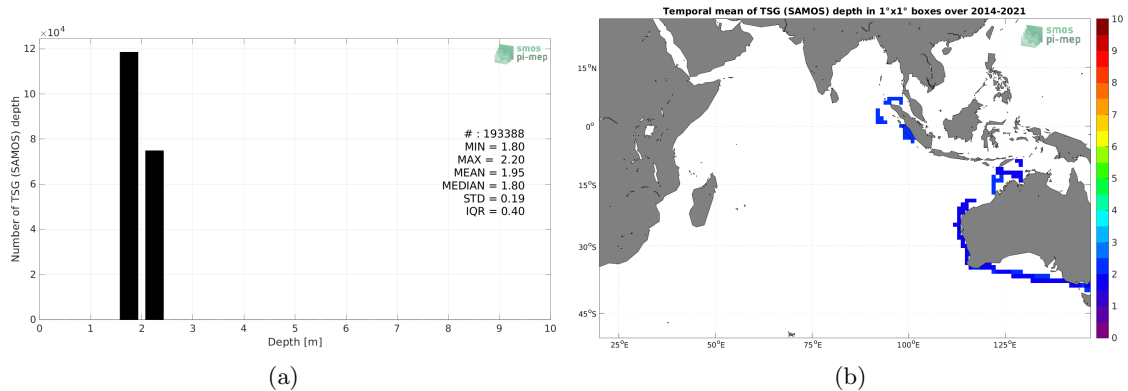 ×10⁴
12
10
8
6
4
2
0
0 1 2 3 4 5 6 7 8 9 10
Number of TSG (SAMOS) depth
Depth [m]
smos
pi-mep
# : 193388
MIN = 1.80
MAX = 2.20
MEAN = 1.95
MEDIAN = 1.80
STD = 0.19
IQR = 0.40
(a)
Temporal mean of TSG (SAMOS) depth in 1°x1° boxes over 2014-2021
smos
pi-mep
15°N
0°
15°S
30°S
45°S
25°E 50°E 75°E 100°E 125°E
10
9
8
7
6
5
4
3
2
1
0
(b)